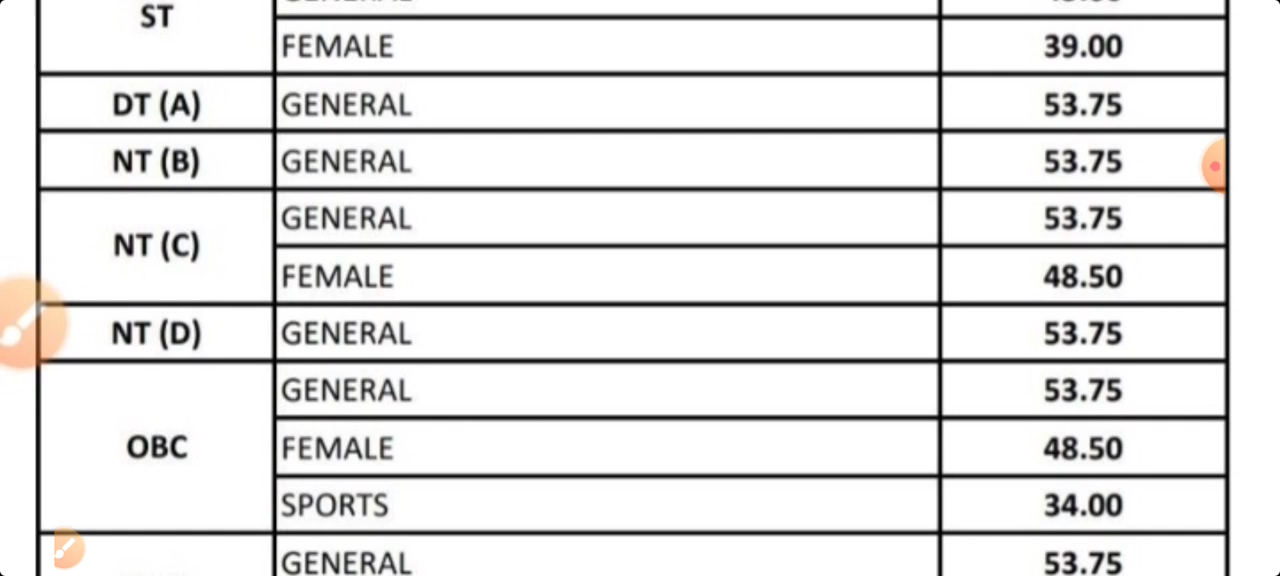 ST
FEMALE 39.00
DT (A) GENERAL 53.75
NT (B) GENERAL 53.75
NT (C)
GENERAL 53.75
FEMALE 48.50
NT (D) GENERAL 53.75
OBC
GENERAL 53.75
FEMALE 48.50
SPORTS 34.00
GENERAL 53.75